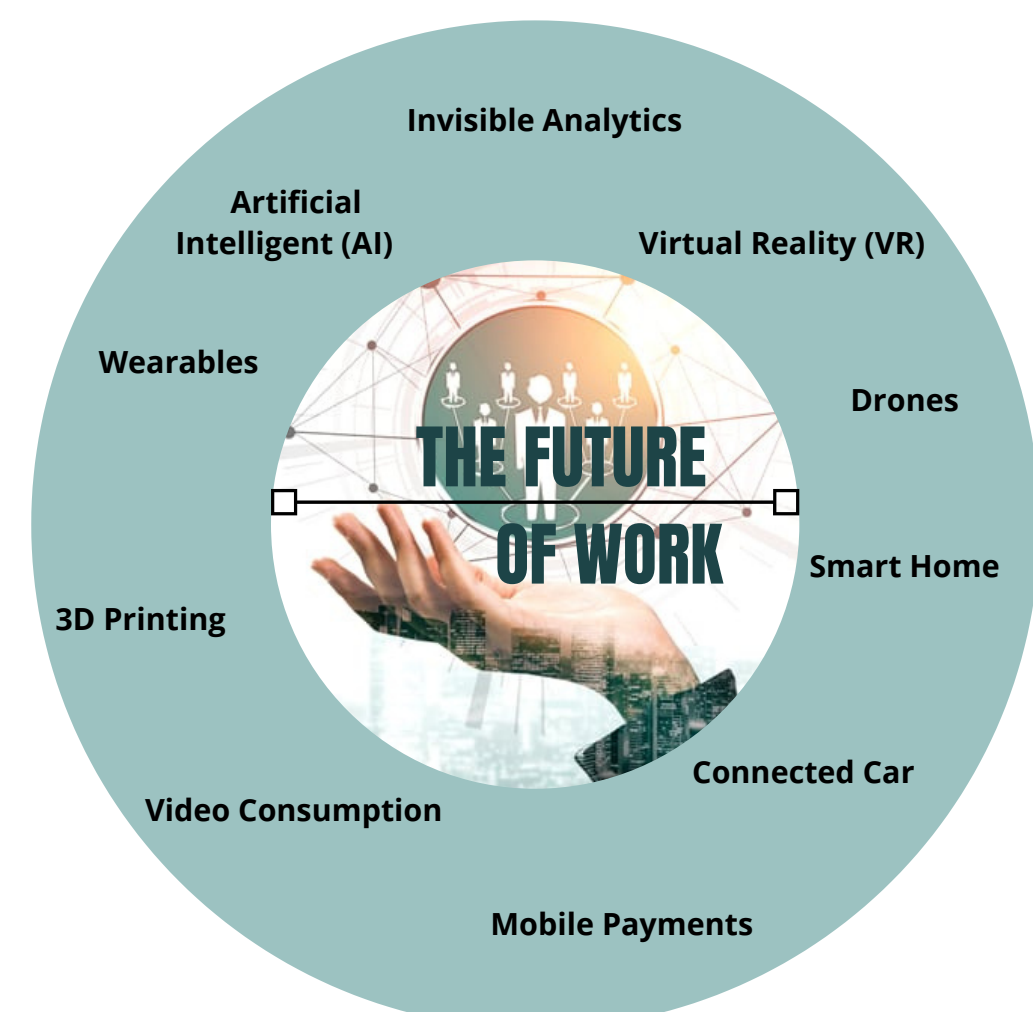 Invisible Analytics
Artificial
Intelligent (AI)
Virtual Reality (VR)
Wearables
Drones
THE FUTURE
OF WORK
Smart Home
3D Printing
Connected Car
Video Consumption
Mobile Payments